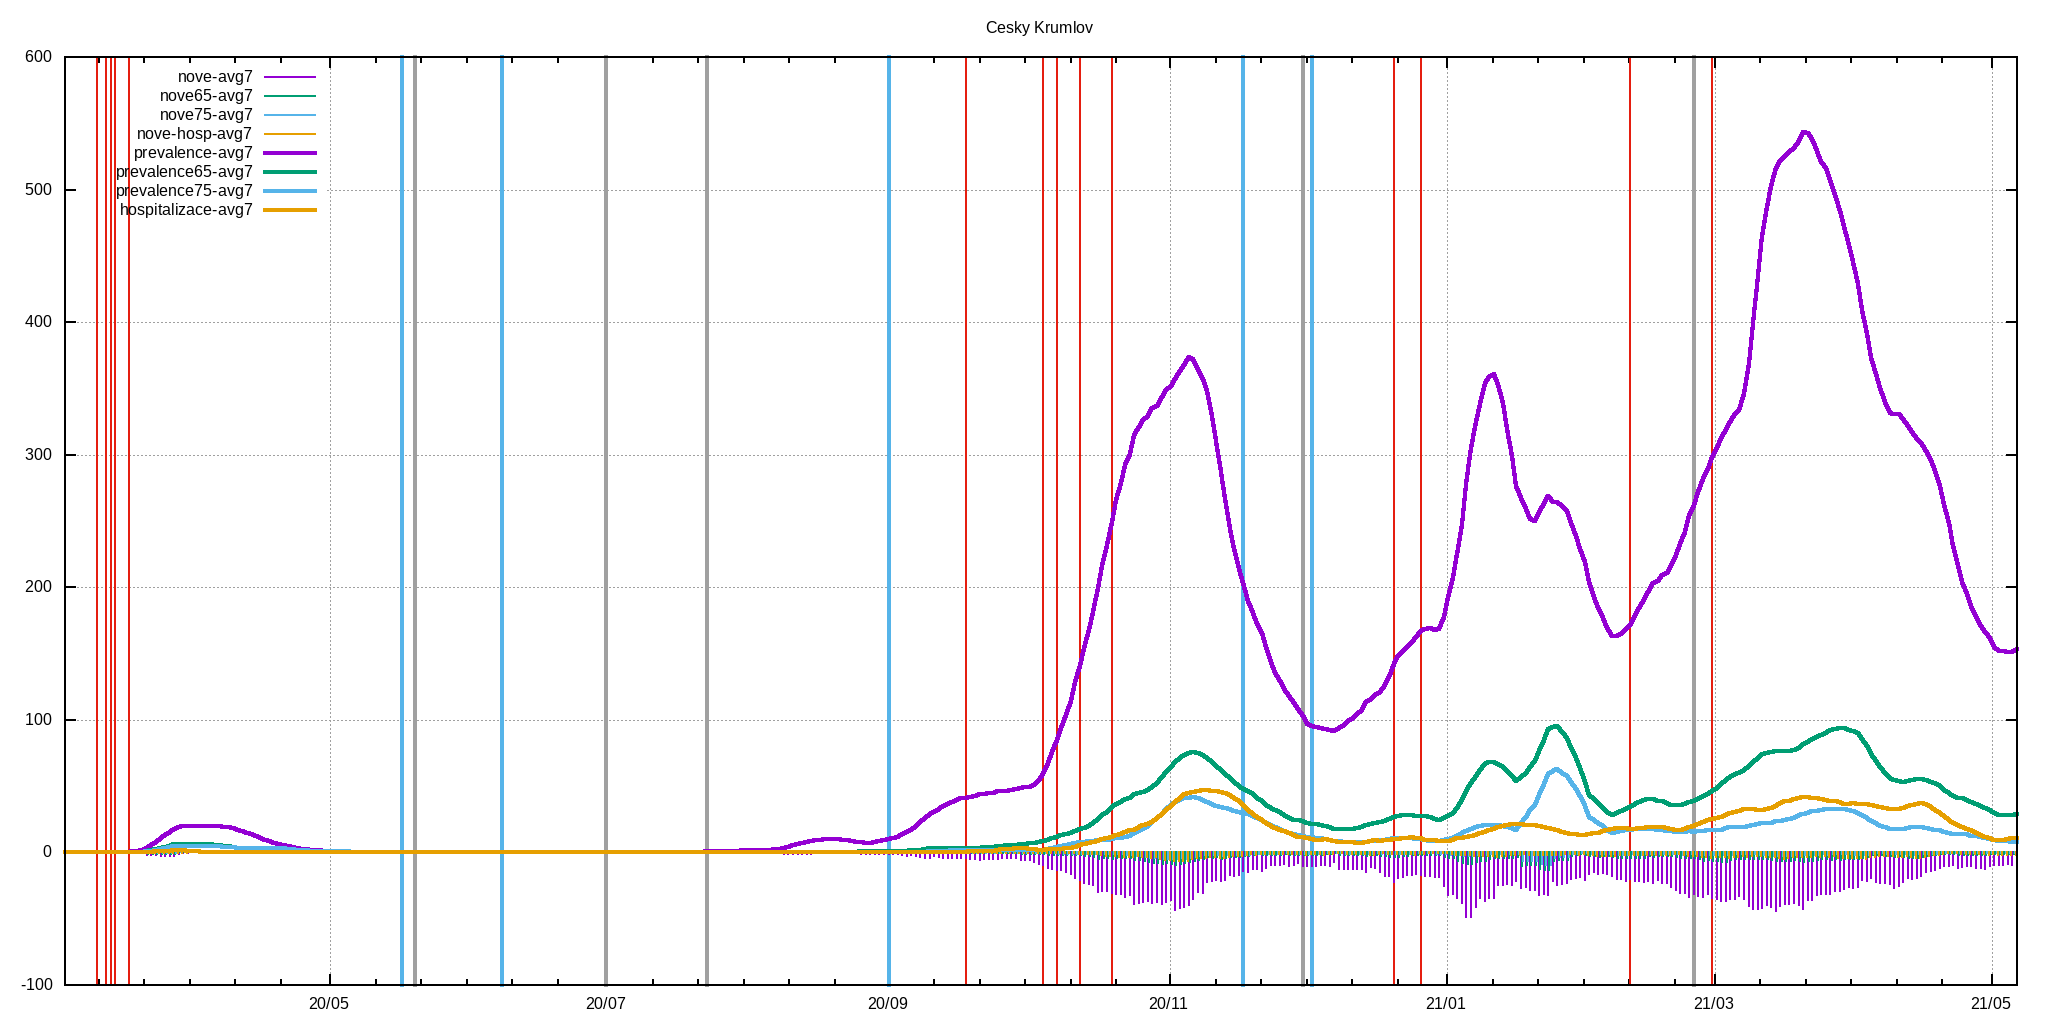 Cesky Krumlov
600
500
400
300
200
100
0
-100
nove-avg7
nove65-avg7
nove75-avg7
nove-hosp-avg7
prevalence-avg7
prevalence65-avg7
prevalence75-avg7
hospitalizace-avg7
20/05 20/07 20/09 20/11 21/01 21/03 21/05